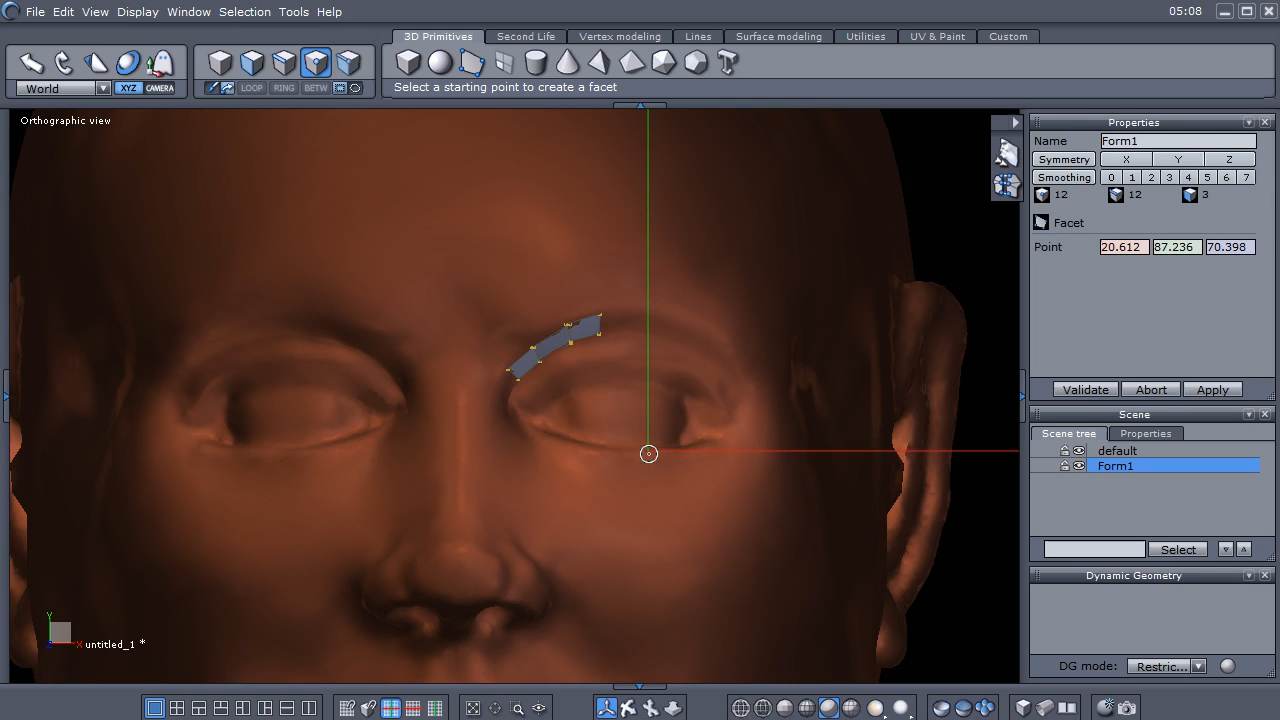 File Edit View Display Window Selection Tools Help 05:08
3D Primitives Second Life Vertex modeling Lines Surface modeling Utilities UV & Paint Custom
World XYZ CAMERA LOOP RING BETW
Select a starting point to create a facet
Orthographic view
Properties
Name Form1
Symmetry X Y Z
Smoothing 0 1 2 3 4 5 6 7
12 12 3
Facet
Point 20.612 87.236 70.398
Validate Abort Apply
Scene
Scene tree Properties
default
Form1
Select
Dynamic Geometry
Y
Z X untitled_1 *
DG mode: Restric...